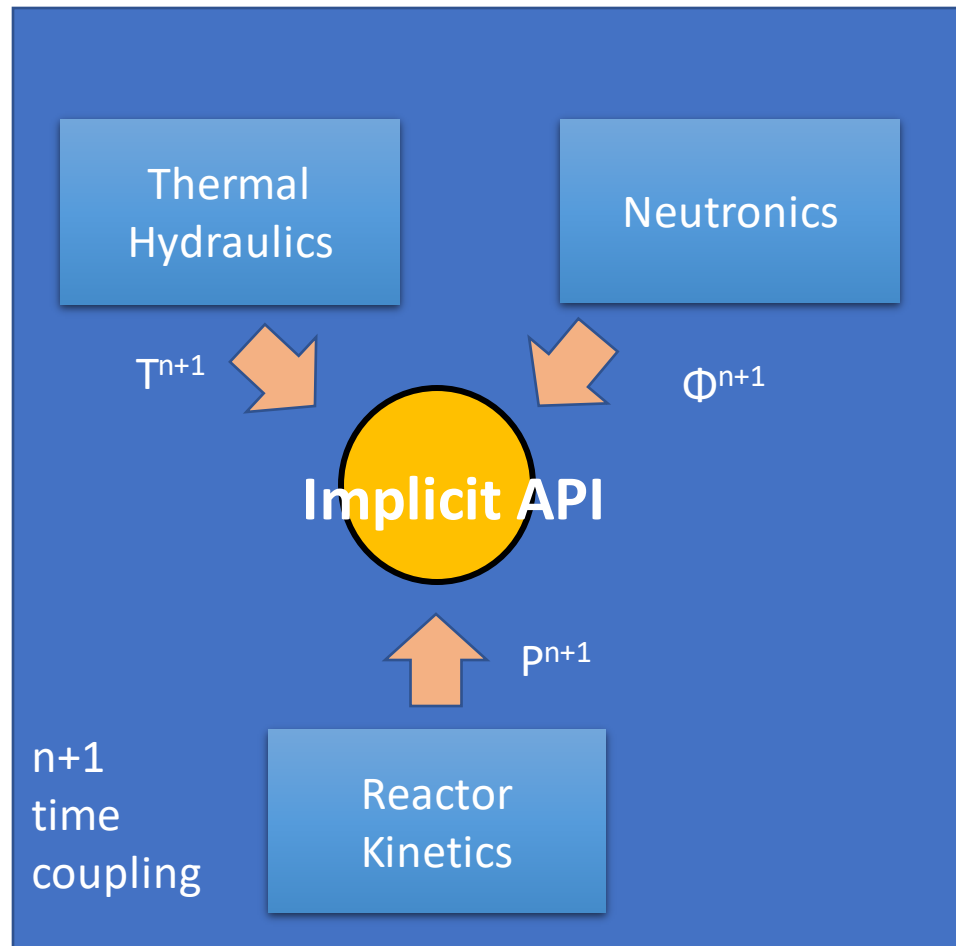 Thermal
Hydraulics
Neutronics
Tⁿ⁺¹
Φⁿ⁺¹
Implicit API
Pⁿ⁺¹
n+1
time
coupling
Reactor
Kinetics